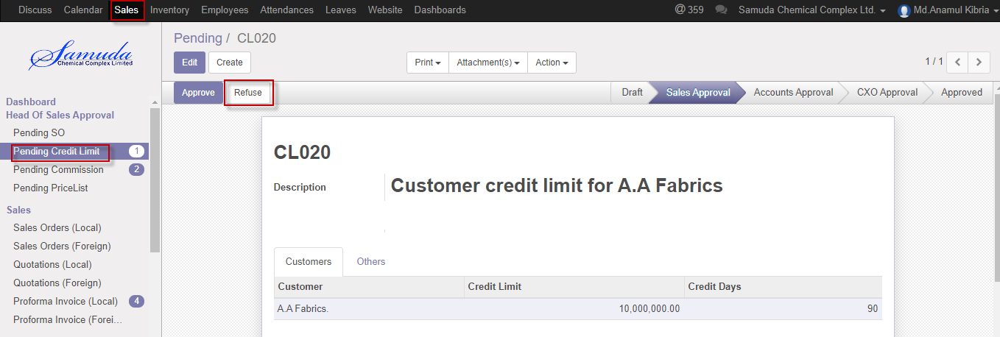 Discuss Calendar Sales Inventory Employees Attendances Leaves Website Dashboards @ 359 Samuda Chemical Complex Ltd. Md.Anamul Kibria
Samuda
Chemical Complex Limited
Pending / CL020
Edit Create Print Attachment(s) Action 1 / 1
Approve Refuse Draft Sales Approval Accounts Approval CXO Approval Approved
Dashboard
Head Of Sales Approval
Pending SO
Pending Credit Limit 1
Pending Commission 2
Pending PriceList
Sales
Sales Orders (Local)
Sales Orders (Foreign)
Quotations (Local)
Quotations (Foreign)
Proforma Invoice (Local) 4
Proforma Invoice (Forei...
CL020
Description Customer credit limit for A.A Fabrics
Customers Others
Customer Credit Limit Credit Days
A.A Fabrics. 10,000,000.00 90